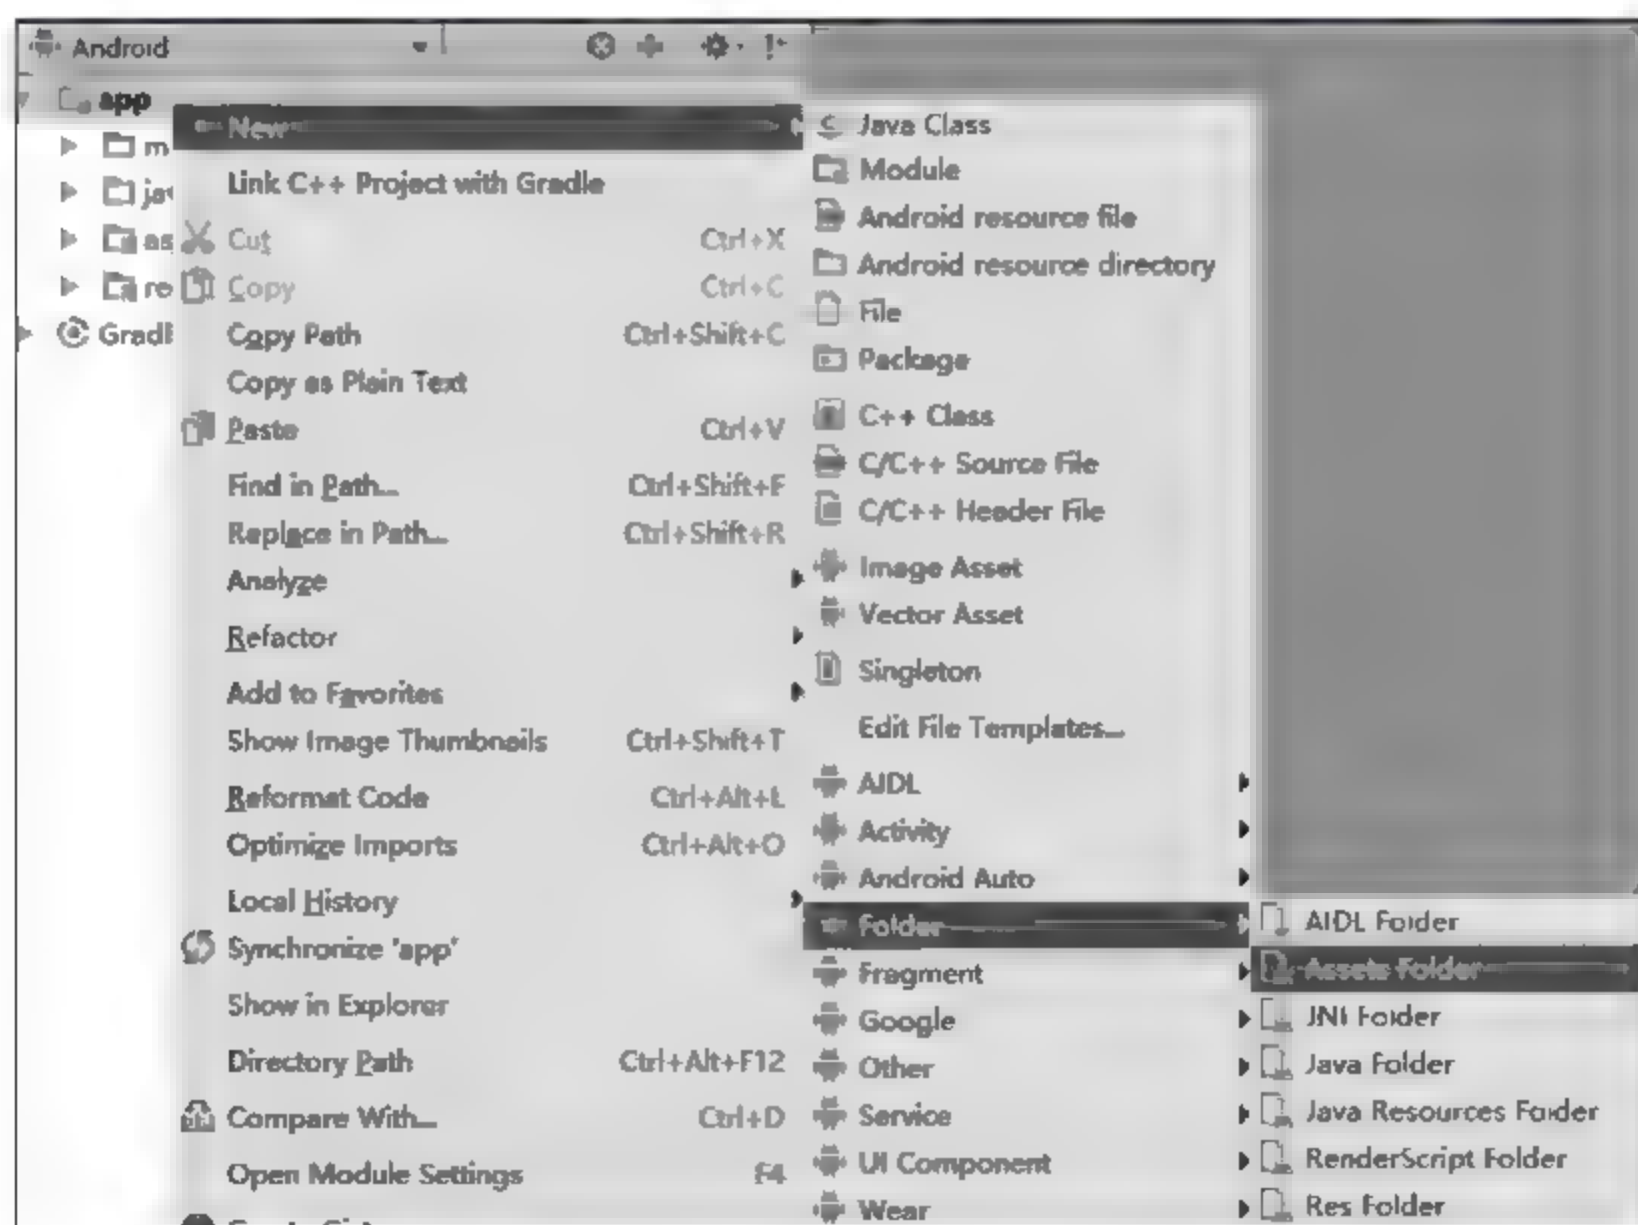 Android
app
m
jav
as
re
Gradl
New
Link C++ Project with Gradle
Cut Ctrl+X
Copy Ctrl+C
Copy Path Ctrl+Shift+C
Copy as Plain Text
Paste Ctrl+V
Find in Path... Ctrl+Shift+F
Replace in Path... Ctrl+Shift+R
Analyze
Refactor
Add to Favorites
Show Image Thumbnails Ctrl+Shift+T
Reformat Code Ctrl+Alt+L
Optimize Imports Ctrl+Alt+O
Local History
Synchronize 'app'
Show in Explorer
Directory Path Ctrl+Alt+F12
Compare With... Ctrl+D
Open Module Settings F4
Java Class
Module
Android resource file
Android resource directory
File
Package
C++ Class
C/C++ Source File
C/C++ Header File
Image Asset
Vector Asset
Singleton
Edit File Templates...
AIDL
Activity
Android Auto
Folder
Fragment
Google
Other
Service
UI Component
Wear
AIDL Folder
Assets Folder
JNI Folder
Java Folder
Java Resources Folder
RenderScript Folder
Res Folder